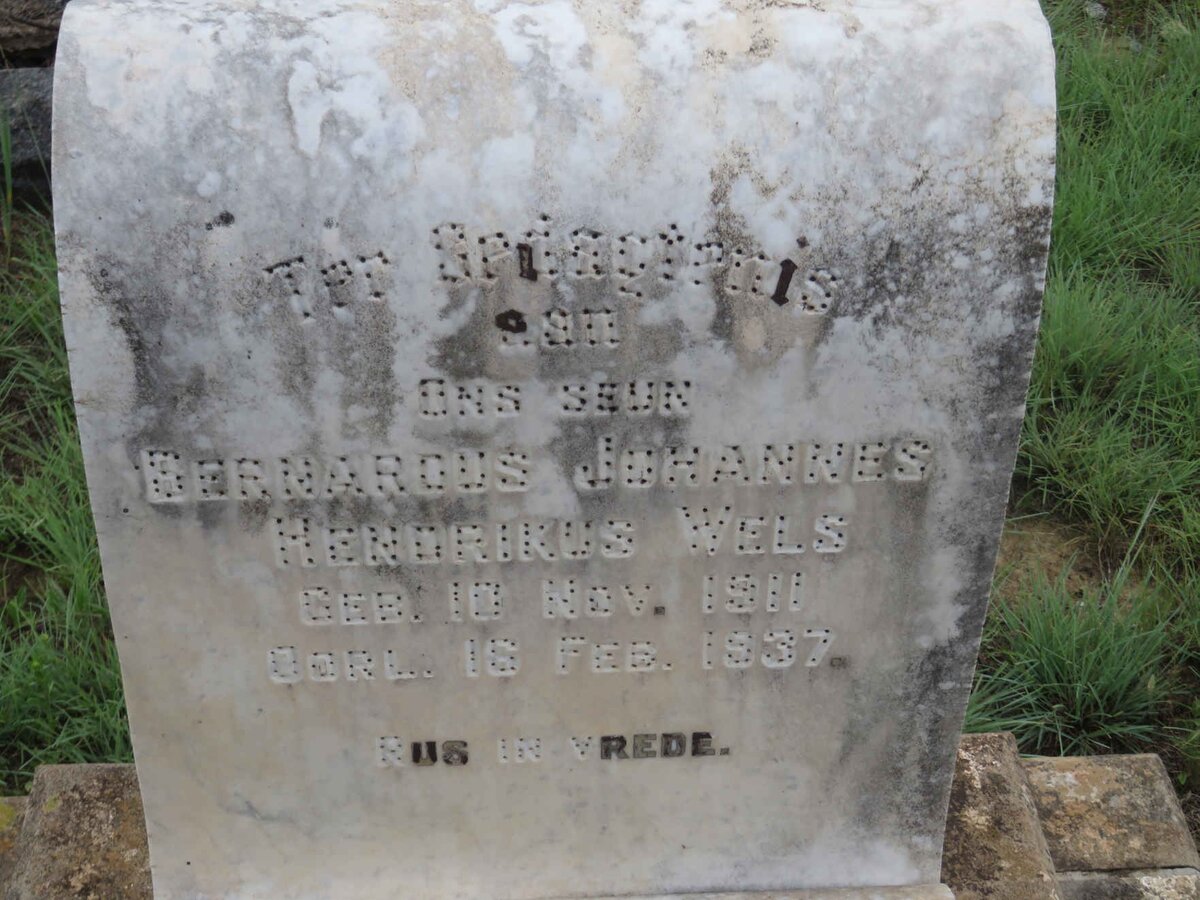 Ter Gedagtenis
aan
Ons seun
Bernardus Johannes
Hendrikus Wels
Geb. 10 Nov. 1911
Oorl. 16 Feb. 1937.
Rus in vrede.